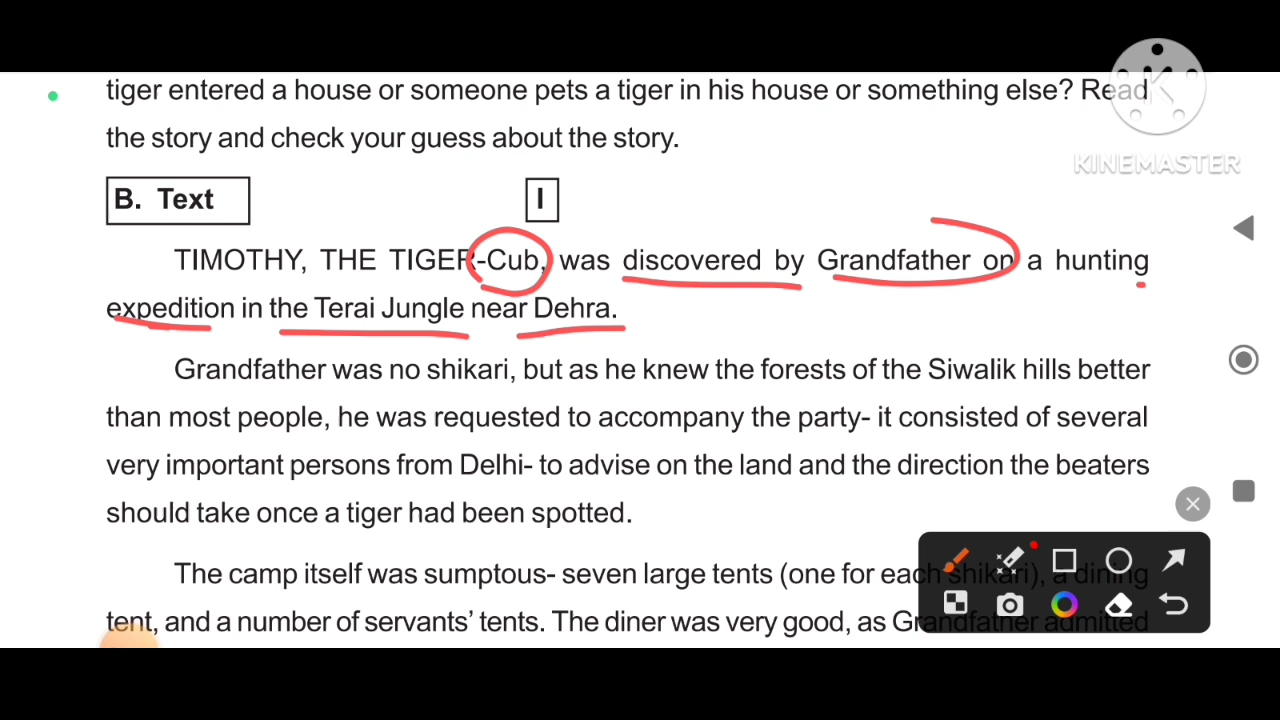 tiger entered a house or someone pets a tiger in his house or something else? Read
the story and check your guess about the story.
KINEMASTER
B. Text
I
TIMOTHY, THE TIGER-Cub, was discovered by Grandfather on a hunting
expedition in the Terai Jungle near Dehra.
Grandfather was no shikari, but as he knew the forests of the Siwalik hills better
than most people, he was requested to accompany the party- it consisted of several
very important persons from Delhi- to advise on the land and the direction the beaters
should take once a tiger had been spotted.
The camp itself was sumptous- seven large tents (one for each shikari), a dining
tent, and a number of servants' tents. The diner was very good, as Grandfather admitted